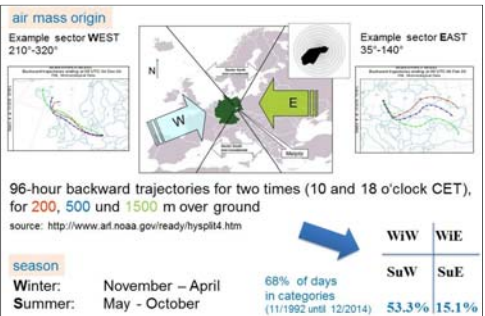 air mass origin
Example sector WEST
210°-320°
Example sector EAST
35°-140°
N
W
E
Melpitz
96-hour backward trajectories for two times (10 and 18 o'clock CET),
for 200, 500 und 1500 m over ground
source: http://www.arl.noaa.gov/ready/hysplit4.htm
season
Winter: November – April
Summer: May - October
68% of days
in categories
(11/1992 until 12/2014)
WiW WiE
SuW SuE
53.3% 15.1%